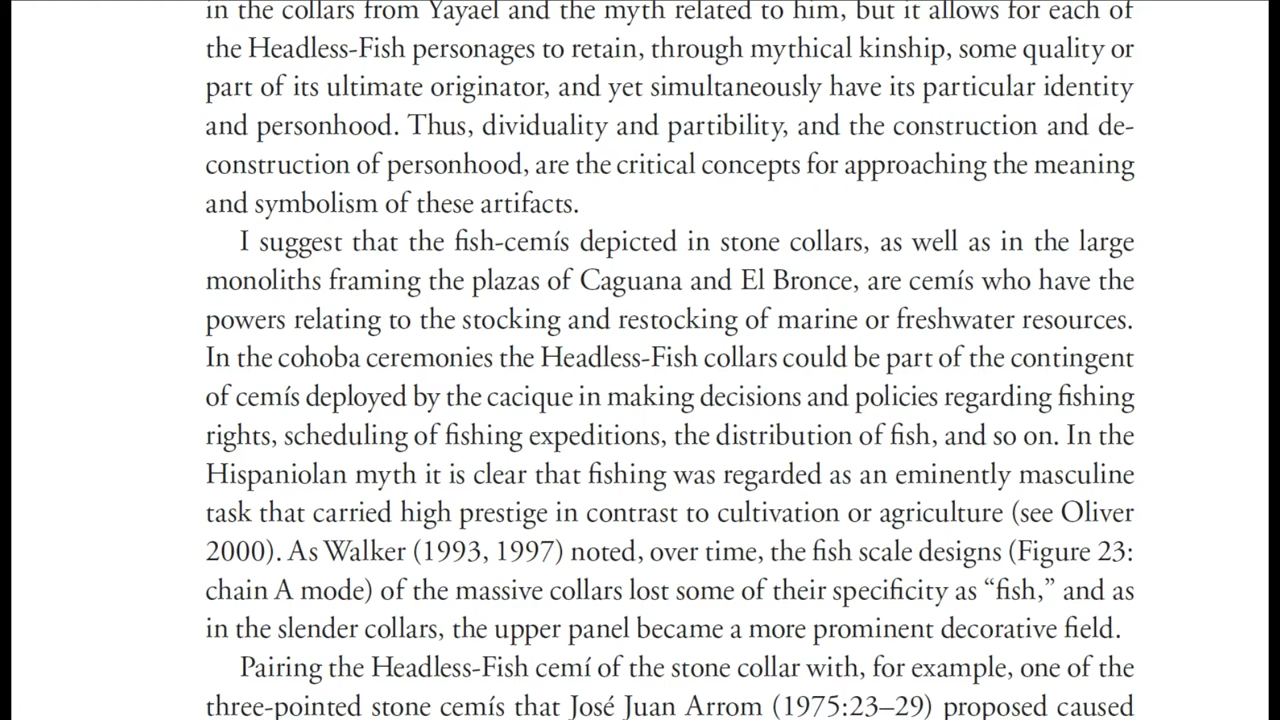 in the collars from Yayael and the myth related to him, but it allows for each of
the Headless-Fish personages to retain, through mythical kinship, some quality or
part of its ultimate originator, and yet simultaneously have its particular identity
and personhood. Thus, dividuality and partibility, and the construction and de-
construction of personhood, are the critical concepts for approaching the meaning
and symbolism of these artifacts.
I suggest that the fish-cemís depicted in stone collars, as well as in the large
monoliths framing the plazas of Caguana and El Bronce, are cemís who have the
powers relating to the stocking and restocking of marine or freshwater resources.
In the cohoba ceremonies the Headless-Fish collars could be part of the contingent
of cemís deployed by the cacique in making decisions and policies regarding fishing
rights, scheduling of fishing expeditions, the distribution of fish, and so on. In the
Hispaniolan myth it is clear that fishing was regarded as an eminently masculine
task that carried high prestige in contrast to cultivation or agriculture (see Oliver
2000). As Walker (1993, 1997) noted, over time, the fish scale designs (Figure 23:
chain A mode) of the massive collars lost some of their specificity as “fish,” and as
in the slender collars, the upper panel became a more prominent decorative field.
Pairing the Headless-Fish cemí of the stone collar with, for example, one of the
three-pointed stone cemís that José Juan Arrom (1975:23–29) proposed caused